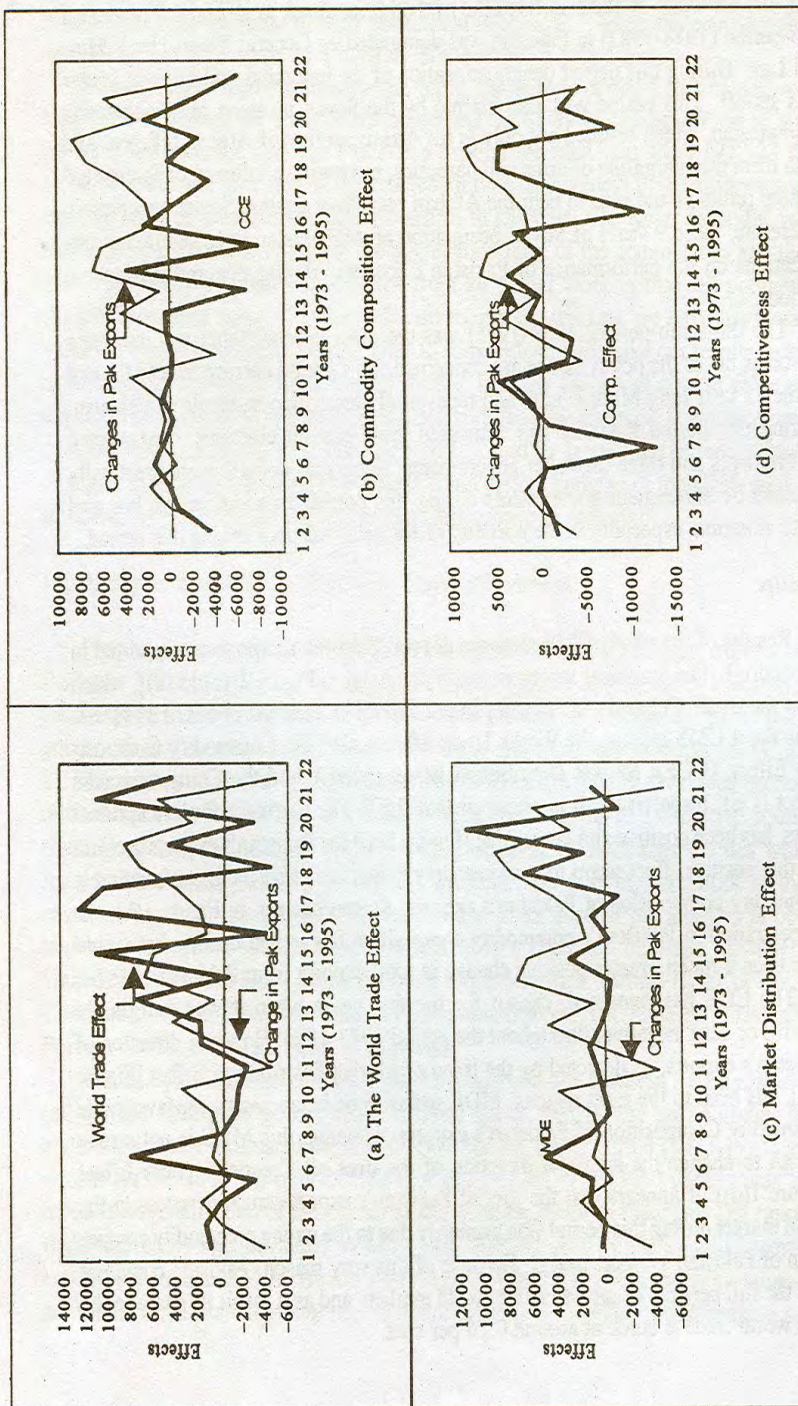 14000
12000
10000
8000
6000
4000
2000
0
-2000
-4000
-6000
Effects
World Trade Effect
Change in Pak Exports
1 2 3 4 5 6 7 8 9 10 11 12 13 14 15 16 17 18 19 20 21 22
Years (1973 - 1995)
(a) The World Trade Effect
10000
8000
6000
4000
2000
0
-2000
-4000
-6000
-8000
-10000
Effects
Changes in Pak Exports
CCE
1 2 3 4 5 6 7 8 9 10 11 12 13 14 15 16 17 18 19 20 21 22
Years (1973 - 1995)
(b) Commodity Composition Effect
12000
10000
8000
6000
4000
2000
0
-2000
-4000
-6000
Effects
MCE
Changes in Pak Exports
1 2 3 4 5 6 7 8 9 10 11 12 13 14 15 16 17 18 19 20 21 22
Years (1973 - 1995)
(c) Market Distribution Effect
10000
5000
0
-5000
-10000
-15000
Effects
Changes in Pak Exports
Comp. Effect
1 2 3 4 5 6 7 8 9 10 11 12 13 14 15 16 17 18 19 20 21 22
Years (1973 - 1995)
(d) Competitiveness Effect